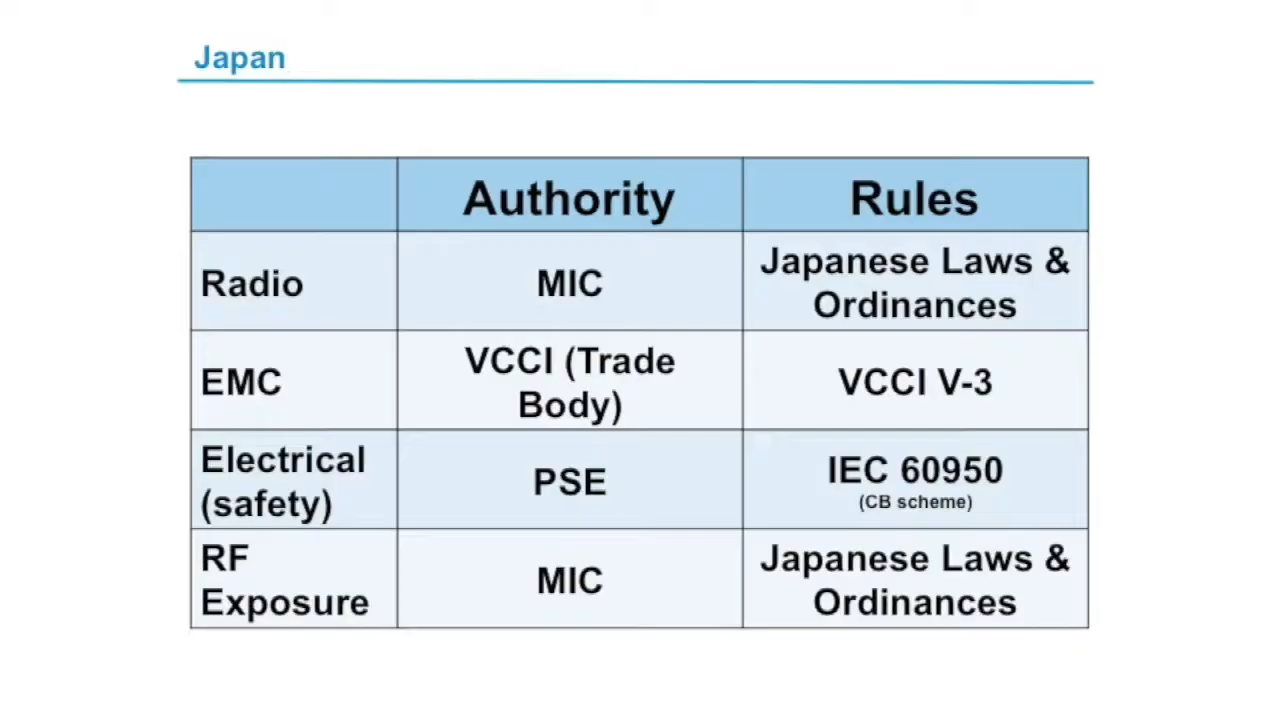 Japan
Authority
Rules
Radio
MIC
Japanese Laws &
Ordinances
EMC
VCCI (Trade
Body)
VCCI V-3
Electrical
(safety)
PSE
IEC 60950
(CB scheme)
RF
Exposure
MIC
Japanese Laws &
Ordinances